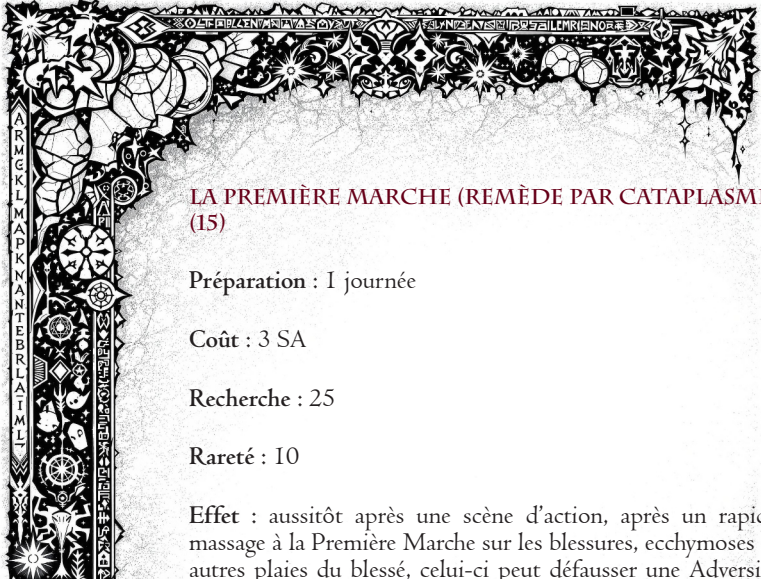 LA PREMIÈRE MARCHE (REMÈDE PAR CATAPLASME
(15)
Préparation : 1 journée
Coût : 3 SA
Recherche : 25
Rareté : 10
Effet : aussitôt après une scène d’action, après un
massage à la Première Marche sur les blessures, ecchymoses
autres plaies du blessé, celui-ci peut défausser une